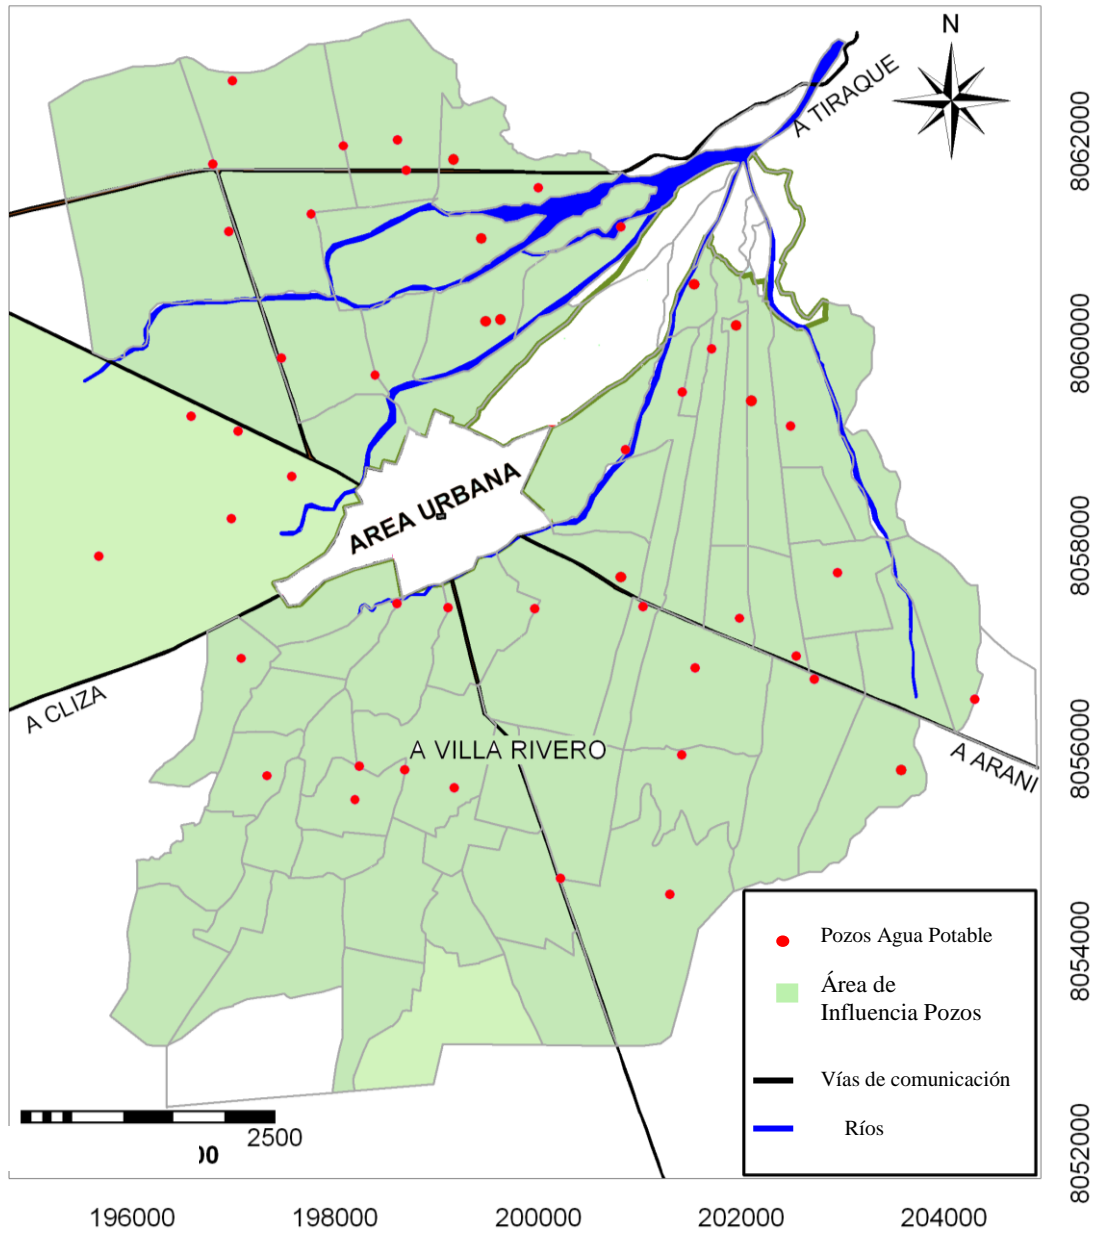 N
A TIRAQUE
AREA URBANA
A CLIZA
A VILLA RIVERO
A ARANI
Pozos Agua Potable
Área de
Influencia Pozos
Vías de comunicación
Ríos
2500
00
8062000
8060000
8058000
8056000
8054000
8052000
196000
198000
200000
202000
204000